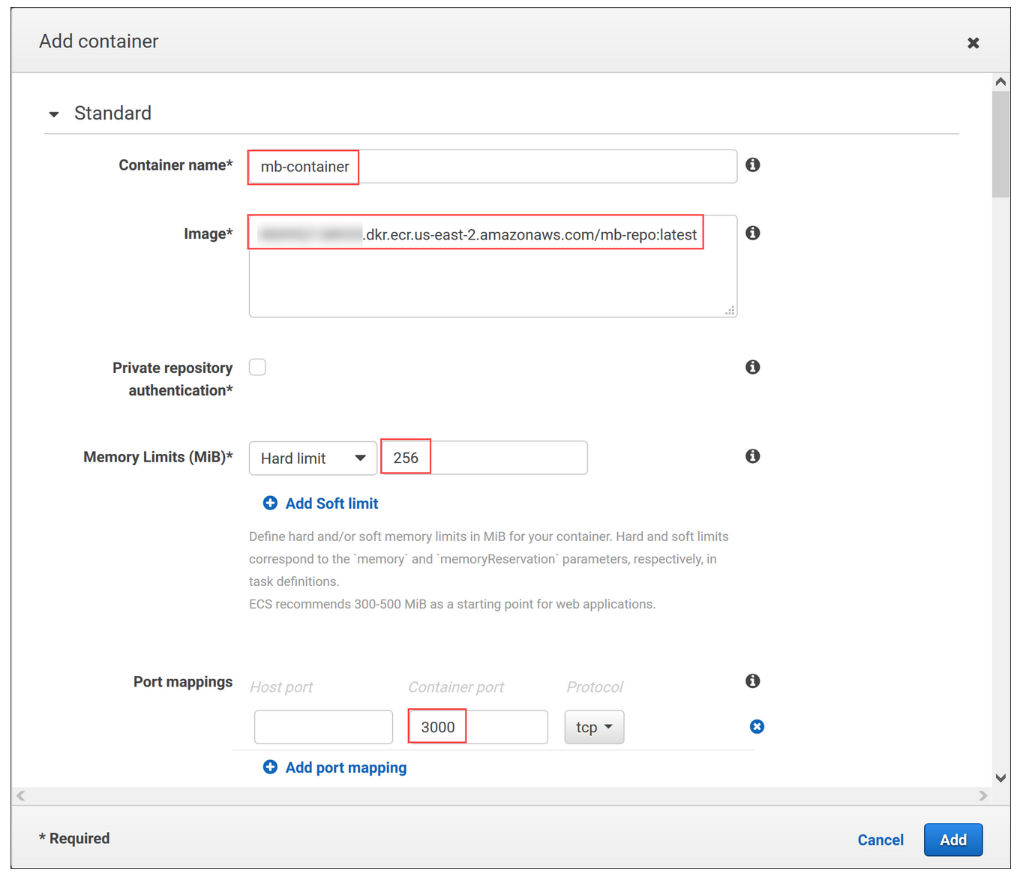 Add container
Standard
Container name*
mb-container
Image*
.dkr.ecr.us-east-2.amazonaws.com/mb-repo:latest
Private repository
authentication*
Memory Limits (MiB)*
Hard limit
256
Add Soft limit
Define hard and/or soft memory limits in MiB for your container. Hard and soft limits
correspond to the `memory` and `memoryReservation` parameters, respectively, in
task definitions.
ECS recommends 300-500 MiB as a starting point for web applications.
Port mappings
Host port
Container port
Protocol
3000
tcp
Add port mapping
* Required
Cancel
Add